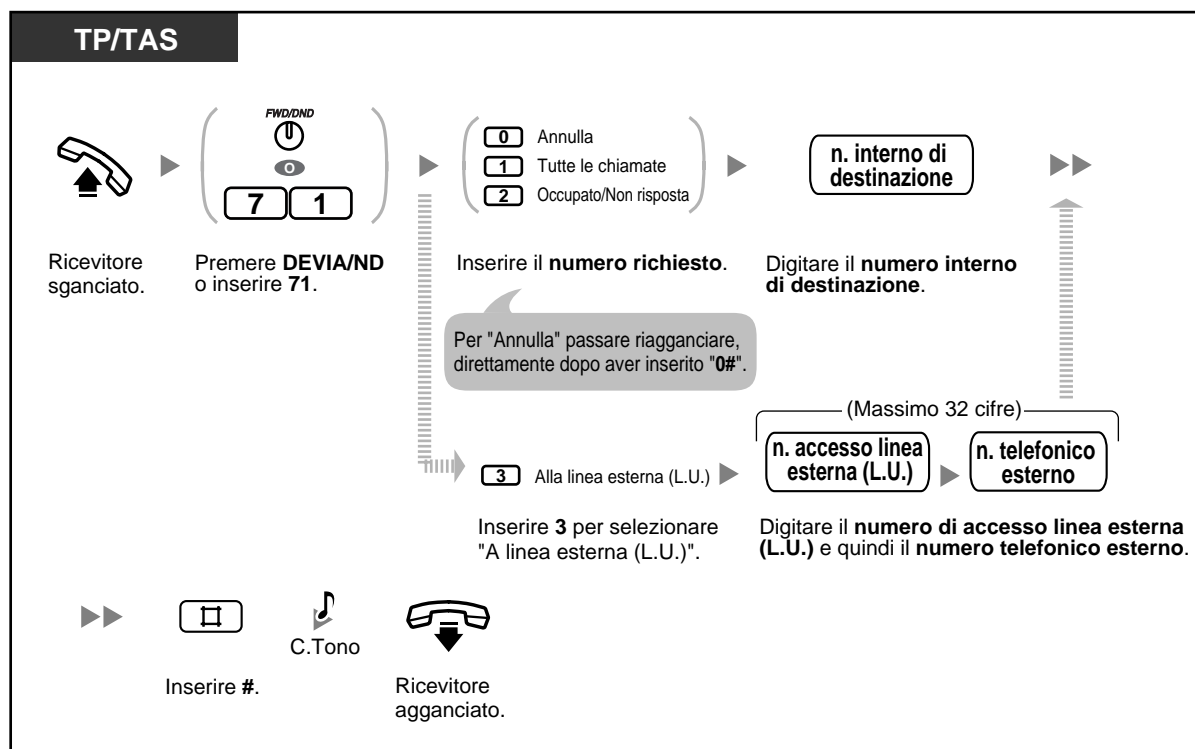 TP/TAS
FWD/DND
O
7 1
0 Annulla
1 Tutte le chiamate
2 Occupato/Non risposta
n. interno di
destinazione
Ricevitore
sganciato.
Premere DEVIA/ND
o inserire 71.
Inserire il numero richiesto.
Digitare il numero interno
di destinazione.
Per "Annulla" passare riagganciare,
direttamente dopo aver inserito "0#".
(Massimo 32 cifre)
3 Alla linea esterna (L.U.)
n. accesso linea
esterna (L.U.)
n. telefonico
esterno
Inserire 3 per selezionare
"A linea esterna (L.U.)".
Digitare il numero di accesso linea esterna
(L.U.) e quindi il numero telefonico esterno.
#
C.Tono
Inserire #.
Ricevitore
agganciato.